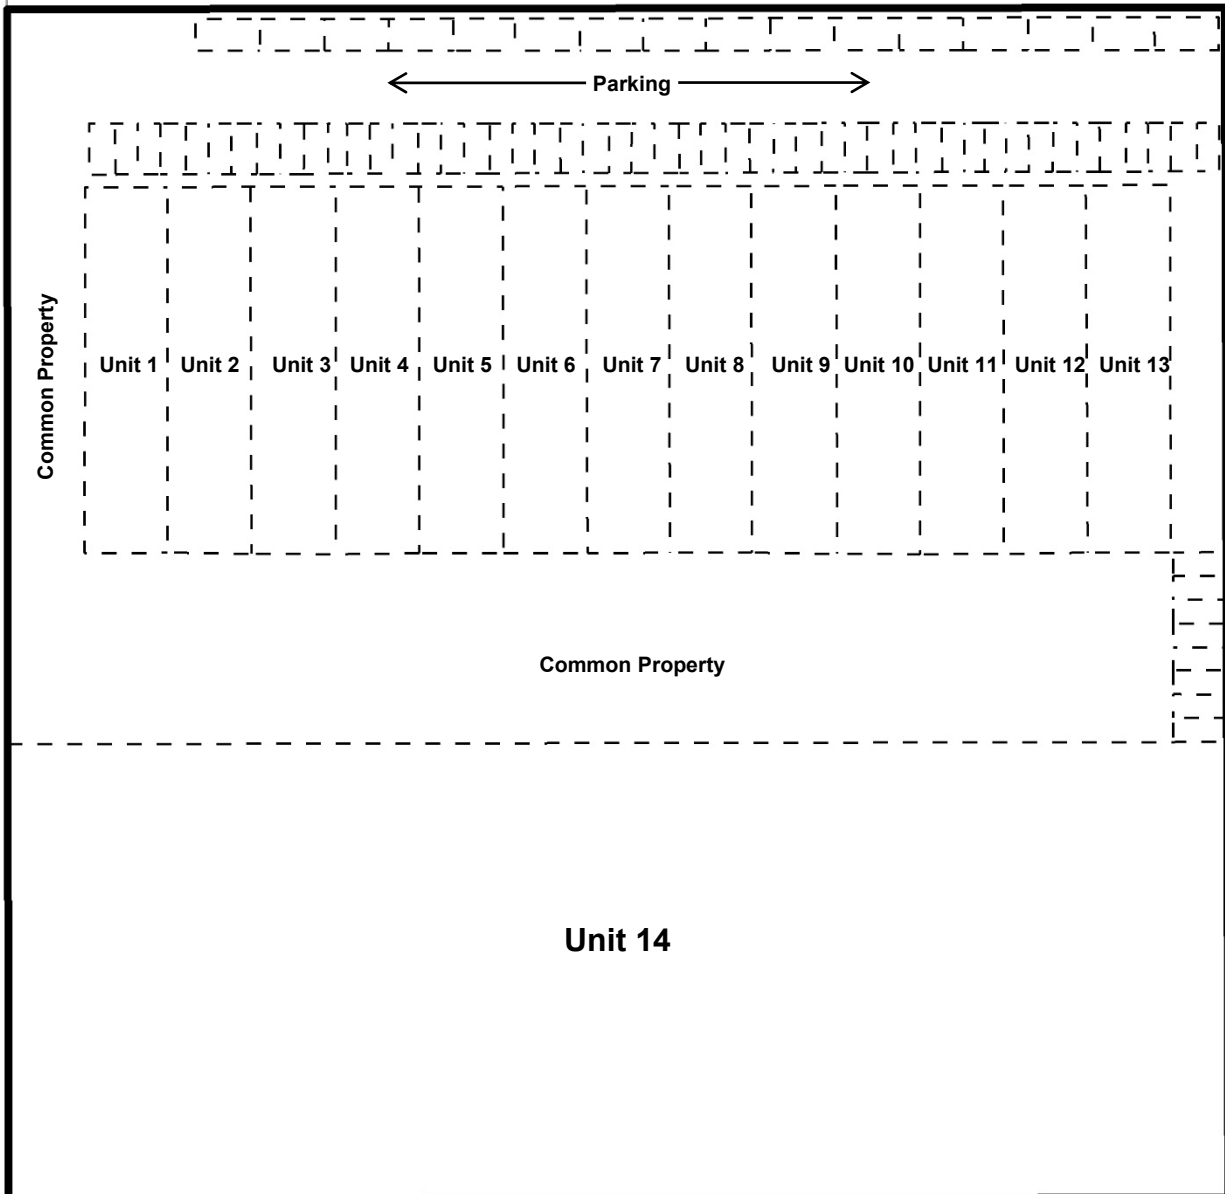 Parking
Common Property
Unit 1
Unit 2
Unit 3
Unit 4
Unit 5
Unit 6
Unit 7
Unit 8
Unit 9
Unit 10
Unit 11
Unit 12
Unit 13
Common Property
Unit 14